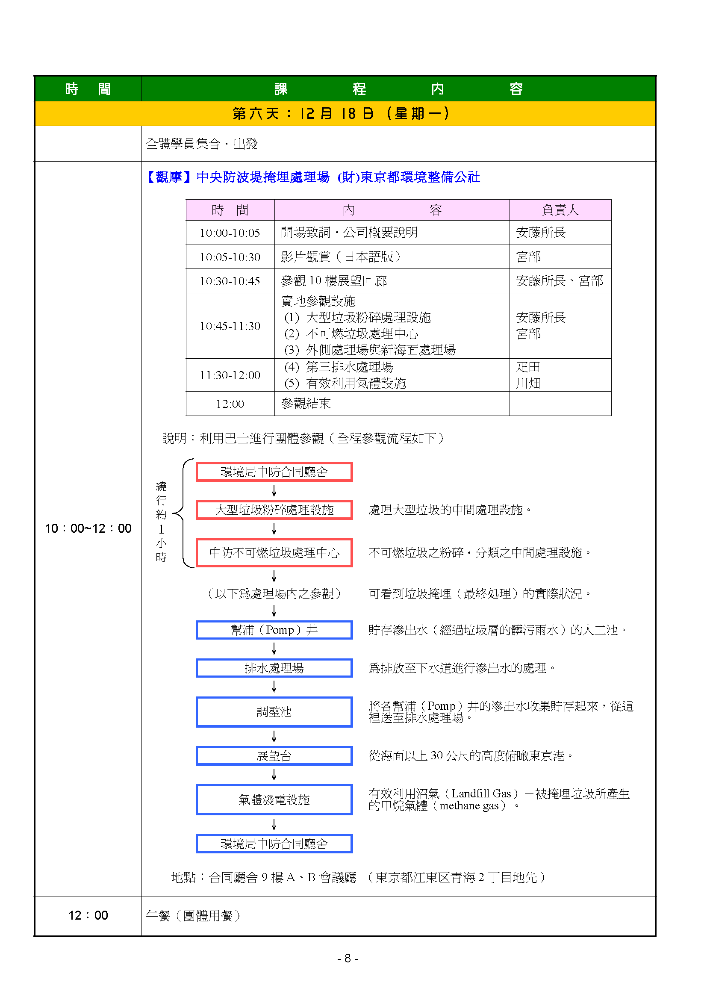 時 間 課 程 內 容
第六天：12月18日（星期一）
全體學員集合・出發
【觀摩】中央防波堤掩埋處理場 (財)東京都環境整備公社
時 間 內 容 負責人
10:00-10:05 開場致詞・公司概要說明 安藤所長
10:05-10:30 影片觀賞（日本語版） 宮部
10:30-10:45 參觀 10 樓展望回廊 安藤所長、宮部
實地參觀設施
(1) 大型垃圾粉碎處理設施 安藤所長
10:45-11:30
(2) 不可燃垃圾處理中心 宮部
(3) 外側處理場與新海面處理場
(4) 第三排水處理場 疋田
11:30-12:00
(5) 有效利用氣體設施 川畑
12:00 參觀結束
說明：利用巴士進行團體參觀（全程參觀流程如下）
10：00~12：00
繞行約1小時
環境局中防合同廳舍
↓
大型垃圾粉碎處理設施 處理大型垃圾的中間處理設施。
↓
中防不可燃垃圾處理中心 不可燃垃圾之粉碎・分類之中間處理設施。
↓
（以下為處理場內之參觀） 可看到垃圾掩埋（最終処理）的實際狀況。
↓
幫浦（Pomp）井 貯存滲出水（經過垃圾層的髒污雨水）的人工池。
↓
排水處理場 為排放至下水道進行滲出水的處理。
↓
調整池 將各幫浦（Pomp）井的滲出水收集貯存起來，從這
裡送至排水處理場。
↓
展望台 從海面以上 30 公尺的高度俯瞰東京港。
↓
氣體發電設施 有效利用沼氣（Landfill Gas）－被掩埋垃圾所產生
的甲烷氣體（methane gas）。
↓
環境局中防合同廳舍
地點：合同廳舍 9 樓 A、B 會議廳 （東京都江東区青海 2 丁目地先）
12：00 午餐（團體用餐）
- 8 -